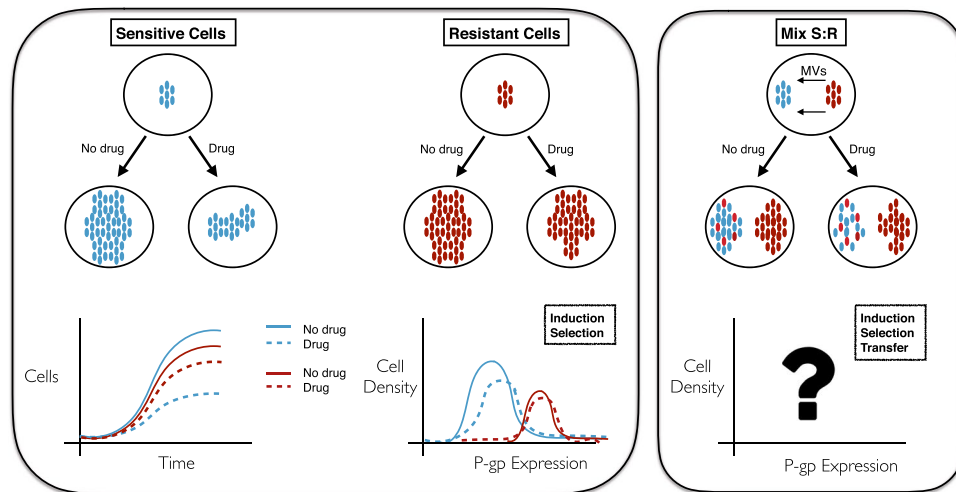 Sensitive Cells
No drug
Drug
Resistant Cells
No drug
Drug
Mix S:R
MVs
No drug
Drug
Cells
Time
No drug
Drug
No drug
Drug
Induction
Selection
Cell
Density
P-gp Expression
Induction
Selection
Transfer
Cell
Density
?
P-gp Expression